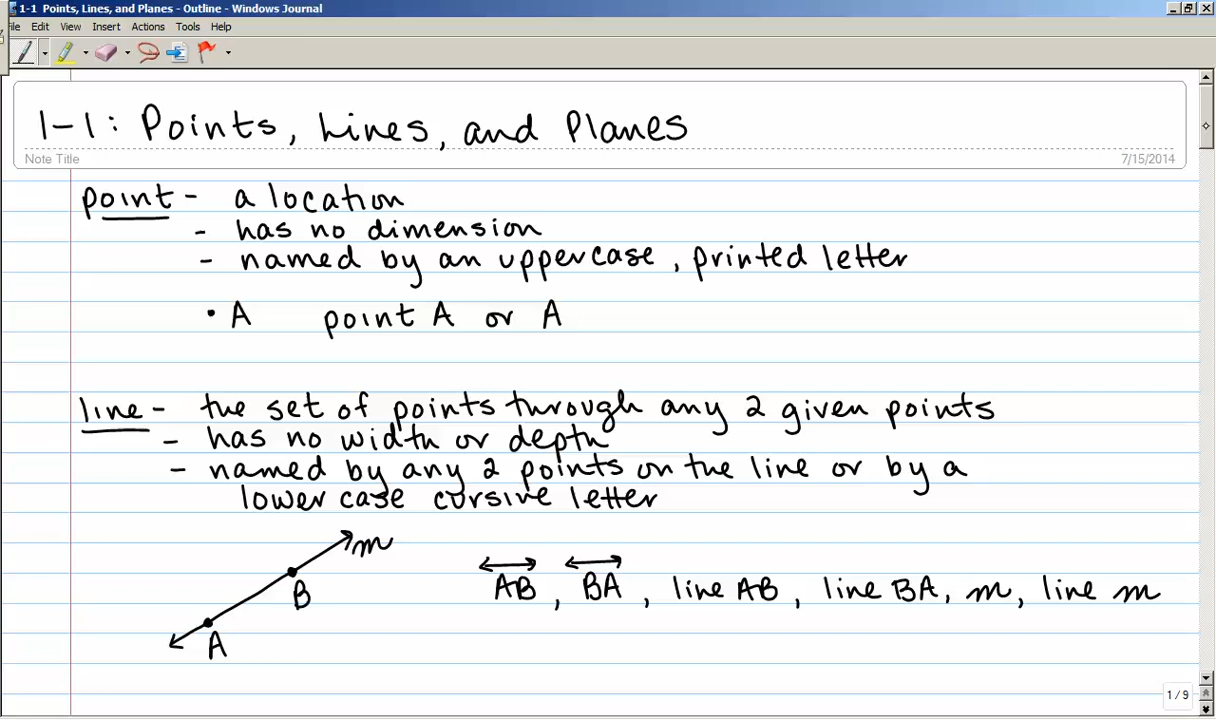 1-1 Points, Lines, and Planes - Outline - Windows Journal
File Edit View Insert Actions Tools Help
1-1: Points, Lines, and Planes
Note Title
7/15/2014
point - a location
- has no dimension
- named by an uppercase, printed letter
• A point A or A
line - the set of points through any 2 given points
- has no width or depth
- named by any 2 points on the line or by a
lower case cursive letter
m
B
A
AB, BA, line AB, line BA, m, line m
1 / 9